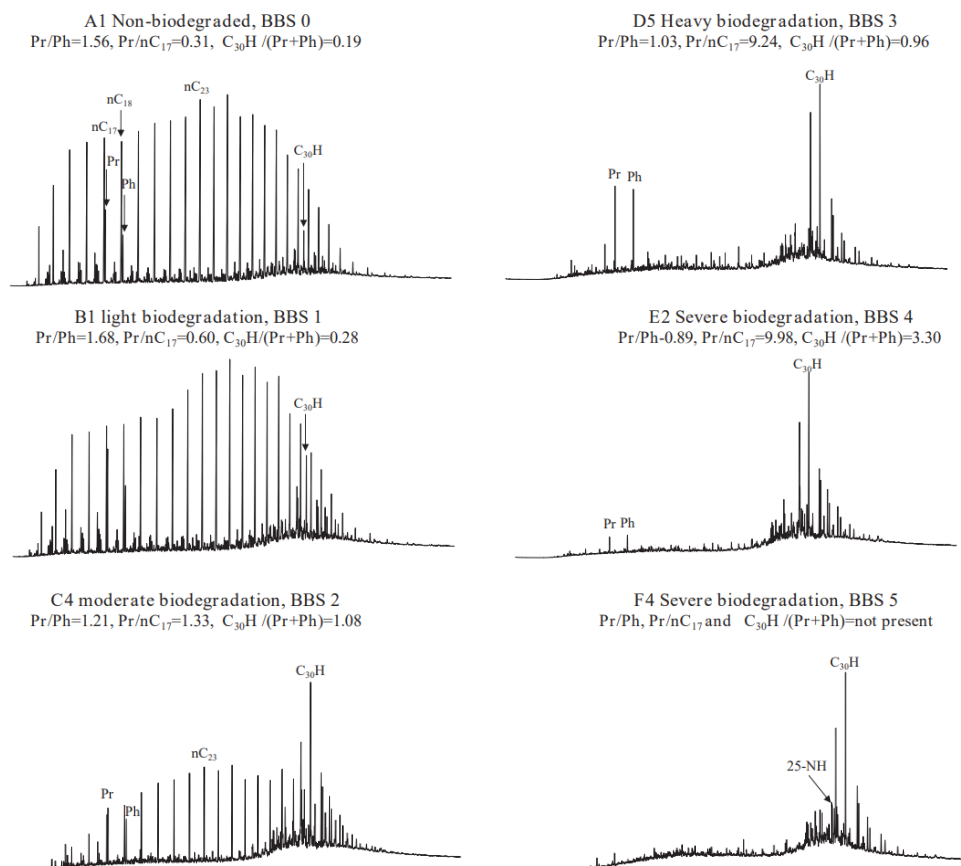 A1 Non-biodegraded, BBS 0
Pr/Ph=1.56, Pr/nC₁₇=0.31, C₃₀H /(Pr+Ph)=0.19
nC₂₃
nC₁₈
nC₁₇
Pr
Ph
C₃₀H
B1 light biodegradation, BBS 1
Pr/Ph=1.68, Pr/nC₁₇=0.60, C₃₀H/(Pr+Ph)=0.28
C₃₀H
C4 moderate biodegradation, BBS 2
Pr/Ph=1.21, Pr/nC₁₇=1.33, C₃₀H /(Pr+Ph)=1.08
C₃₀H
nC₂₃
Pr
Ph
D5 Heavy biodegradation, BBS 3
Pr/Ph=1.03, Pr/nC₁₇=9.24, C₃₀H /(Pr+Ph)=0.96
C₃₀H
Pr Ph
E2 Severe biodegradation, BBS 4
Pr/Ph-0.89, Pr/nC₁₇=9.98, C₃₀H /(Pr+Ph)=3.30
C₃₀H
Pr Ph
F4 Severe biodegradation, BBS 5
Pr/Ph, Pr/nC₁₇ and C₃₀H /(Pr+Ph)=not present
C₃₀H
25-NH